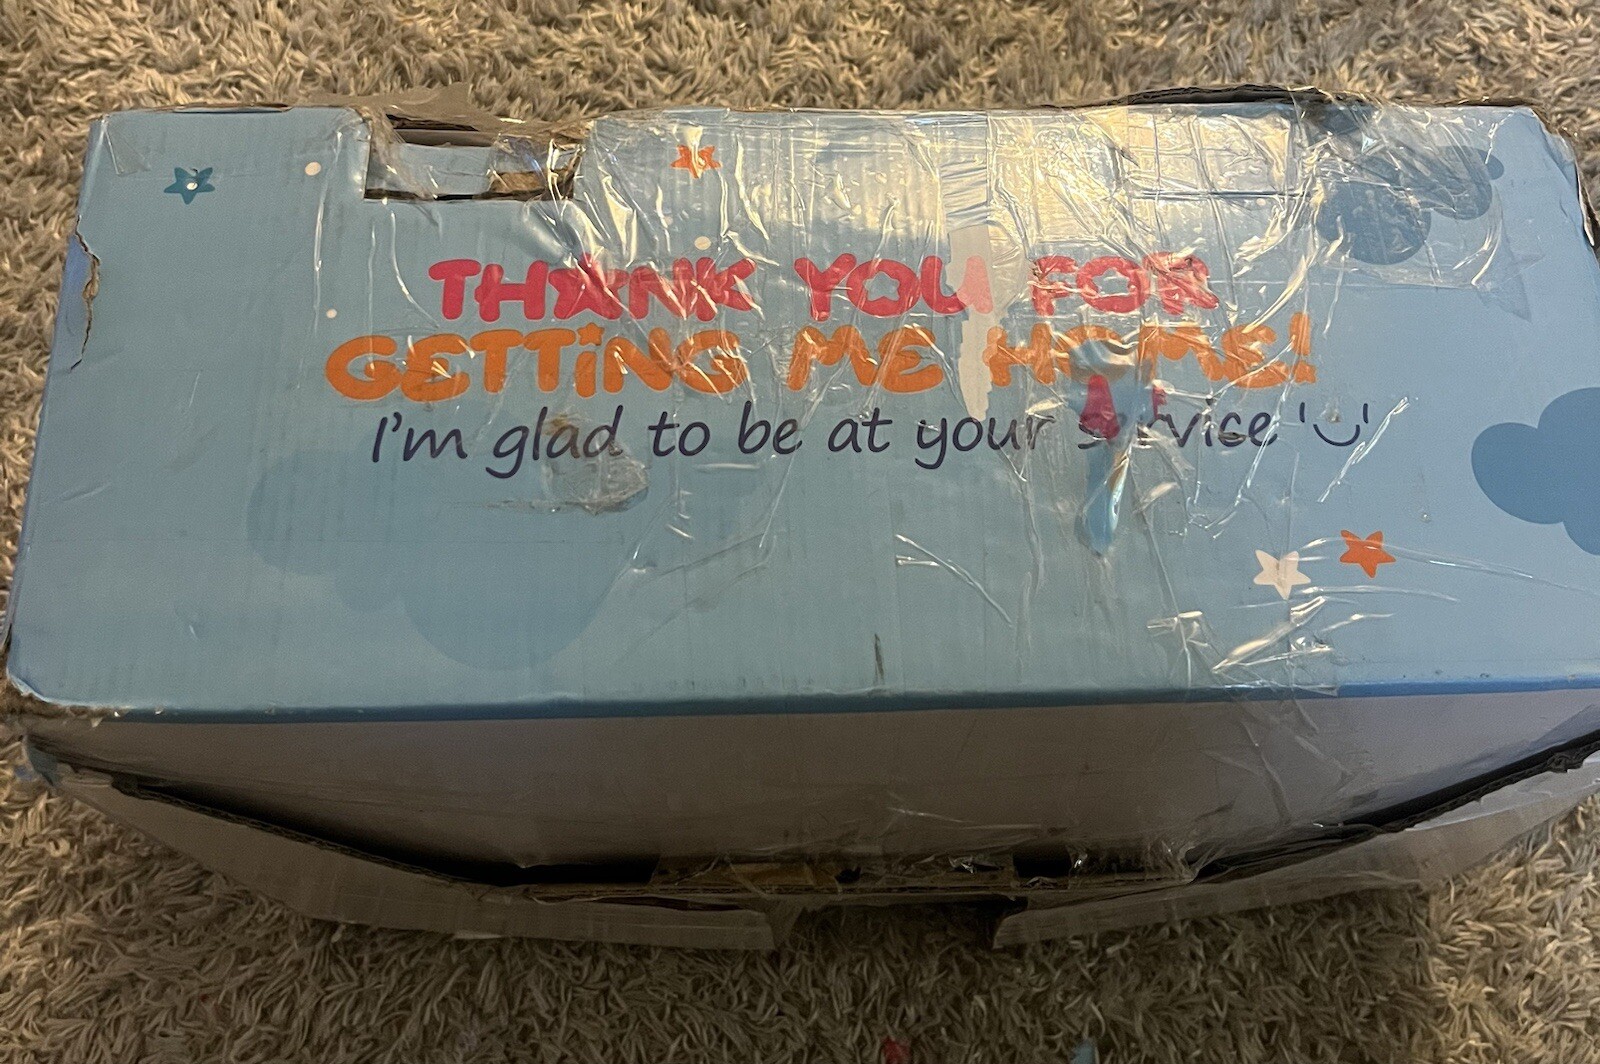 THANK YOU FOR
GETTiNG ME HOME!
I'm glad to be at your service